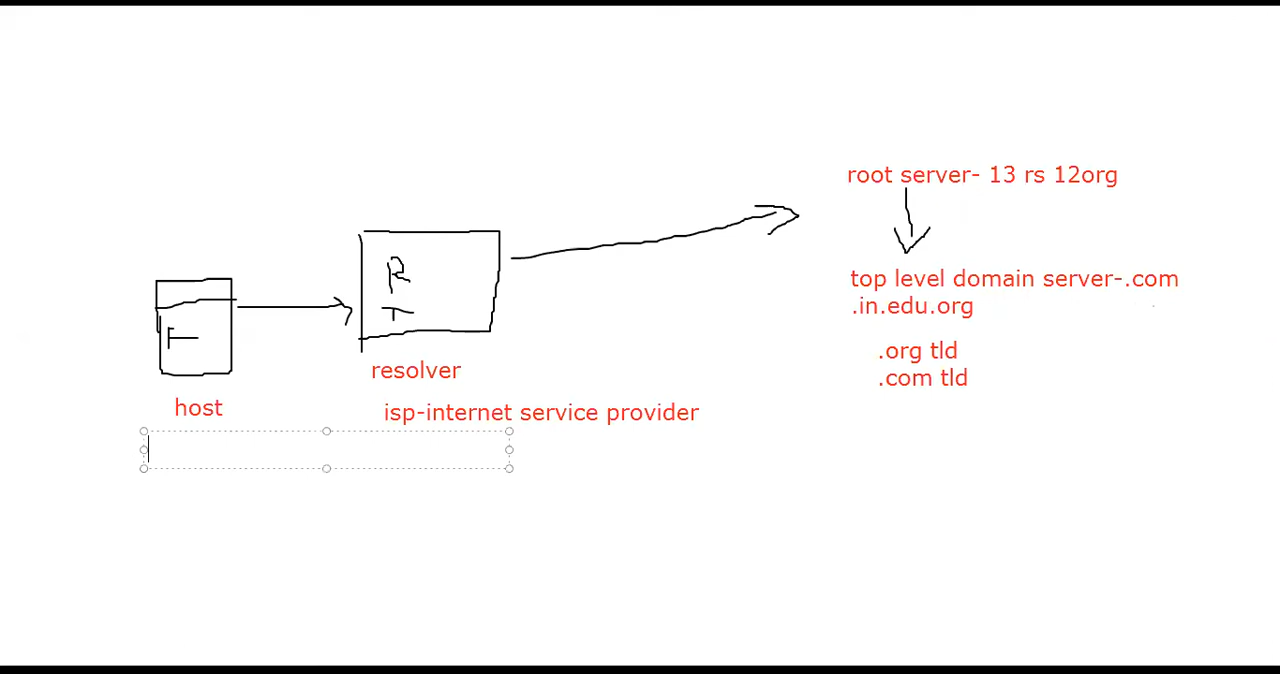 root server- 13 rs 12org
top level domain server-.com
.in.edu.org
.org tld
.com tld
R
T
T
resolver
host
isp-internet service provider